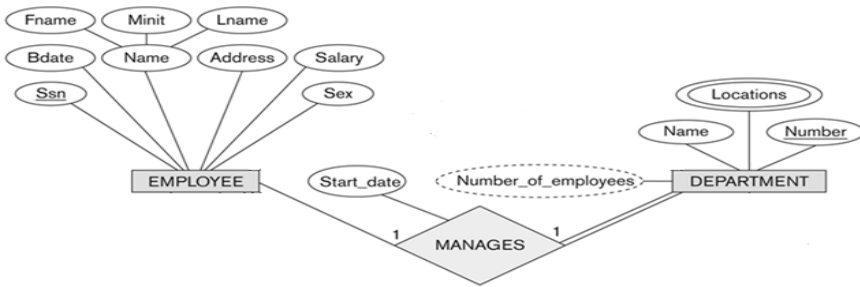 Fname Minit Lname
Bdate Name Address Salary
Ssn Sex
Locations
Name Number
EMPLOYEE Start_date Number_of_employees DEPARTMENT
1 MANAGES 1